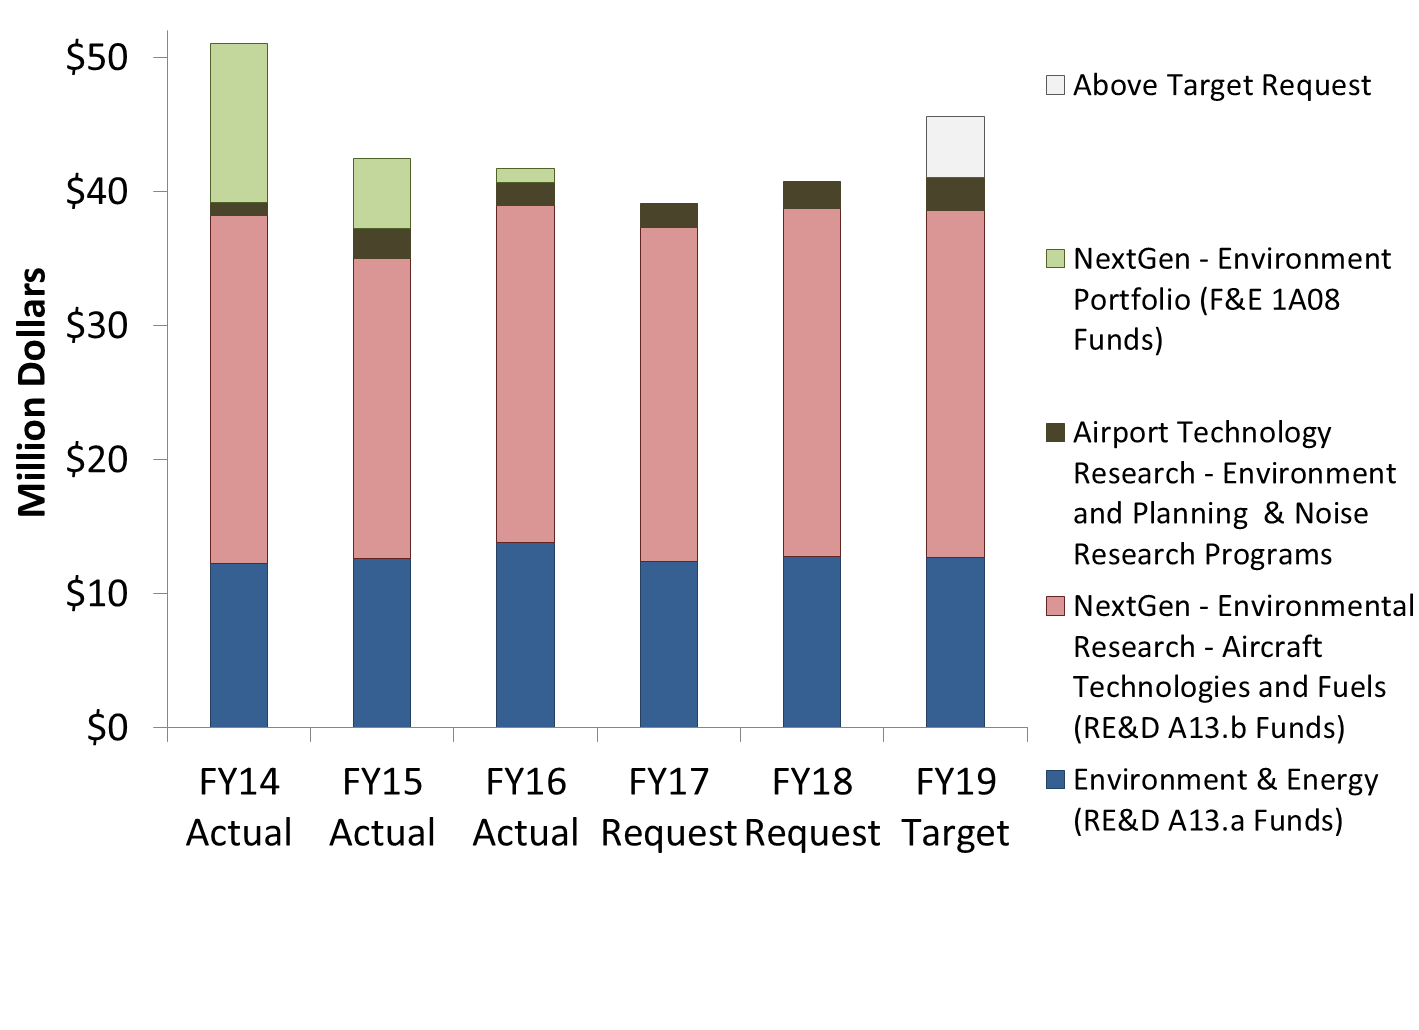 Million Dollars
$50
$40
$30
$20
$10
$0
FY14
Actual
FY15
Actual
FY16
Actual
FY17
Request
FY18
Request
FY19
Target
Above Target Request
NextGen - Environment
Portfolio (F&E 1A08
Funds)
Airport Technology
Research - Environment
and Planning  & Noise
Research Programs
NextGen - Environmental
Research - Aircraft
Technologies and Fuels
(RE&D A13.b Funds)
Environment & Energy
(RE&D A13.a Funds)